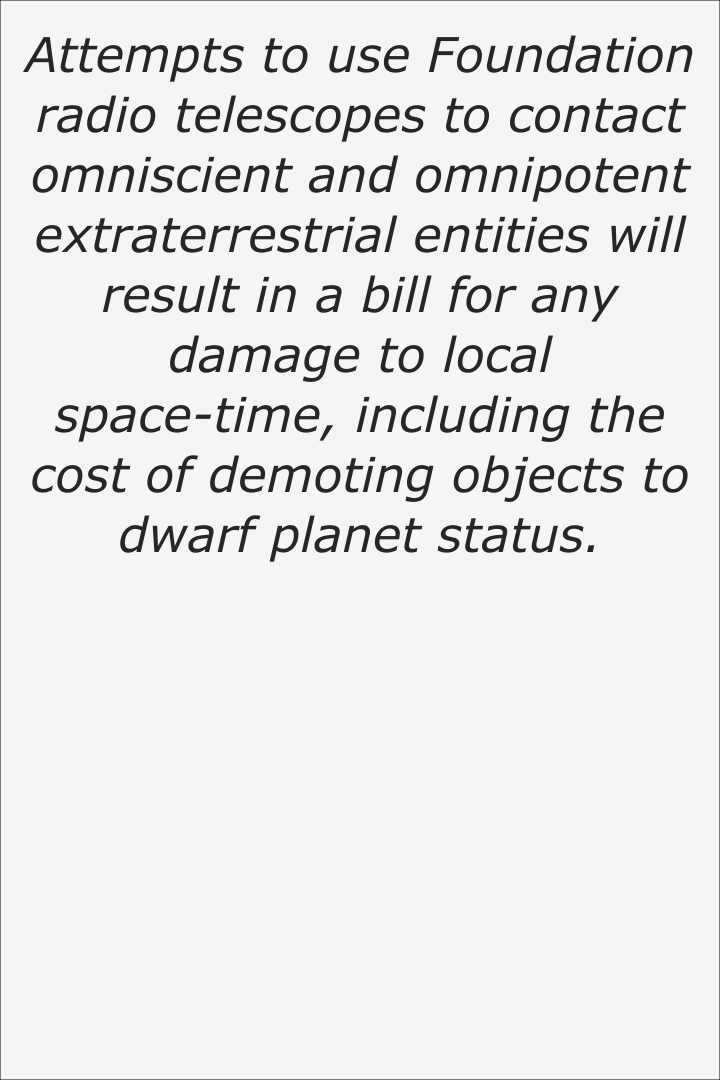 Attempts to use Foundation
radio telescopes to contact
omniscient and omnipotent
extraterrestrial entities will
result in a bill for any
damage to local
space-time, including the
cost of demoting objects to
dwarf planet status.